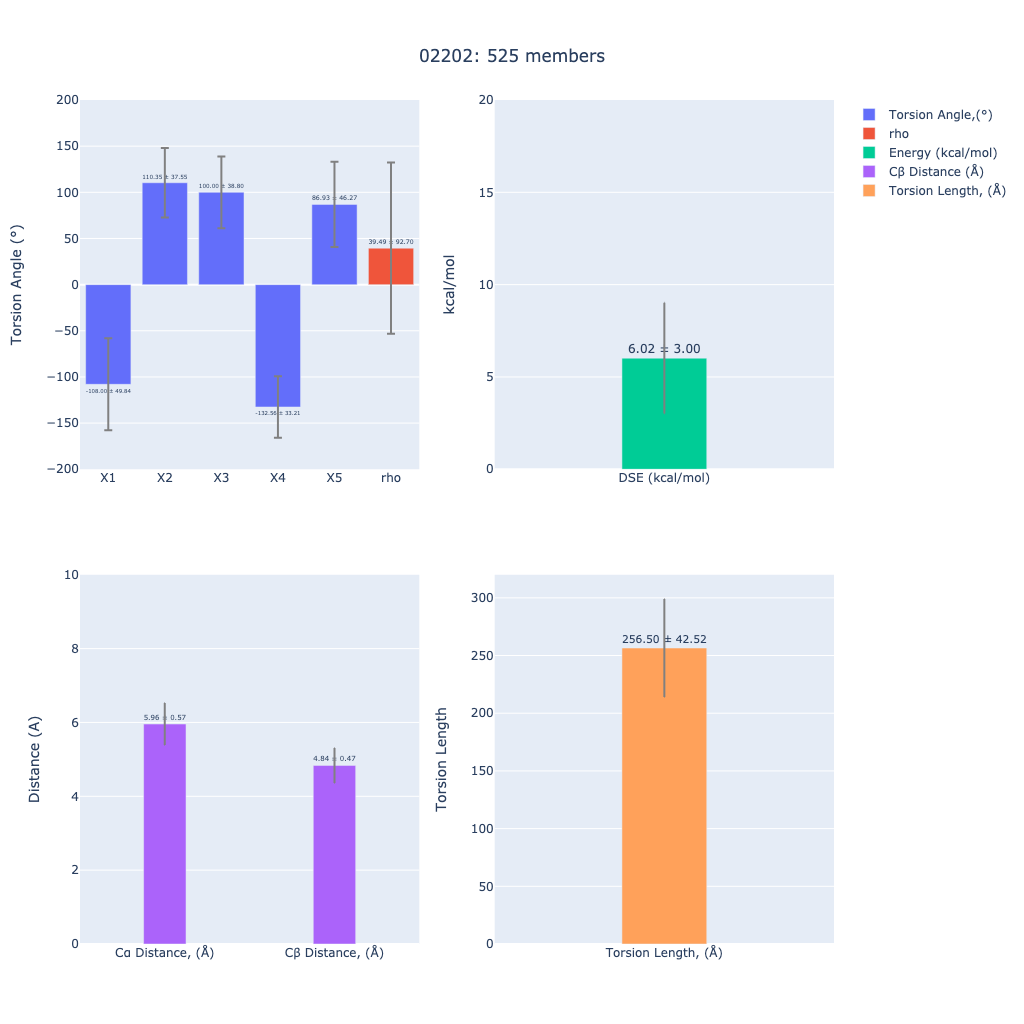 02202: 525 members
Torsion Angle (°)
200
150
100
50
0
−50
−100
−150
−200
-108.00 ± 49.84
110.35 ± 37.55
100.00 ± 38.80
-132.56 ± 33.21
86.93 ± 46.27
39.49 ± 92.70
X1
X2
X3
X4
X5
rho
kcal/mol
20
15
10
5
0
6.02 ± 3.00
DSE (kcal/mol)
Torsion Angle,(°)
rho
Energy (kcal/mol)
Cβ Distance (Å)
Torsion Length, (Å)
Distance (A)
10
8
6
4
2
0
5.96 ± 0.57
4.84 ± 0.47
Cα Distance, (Å)
Cβ Distance, (Å)
Torsion Length
300
250
200
150
100
50
0
256.50 ± 42.52
Torsion Length, (Å)